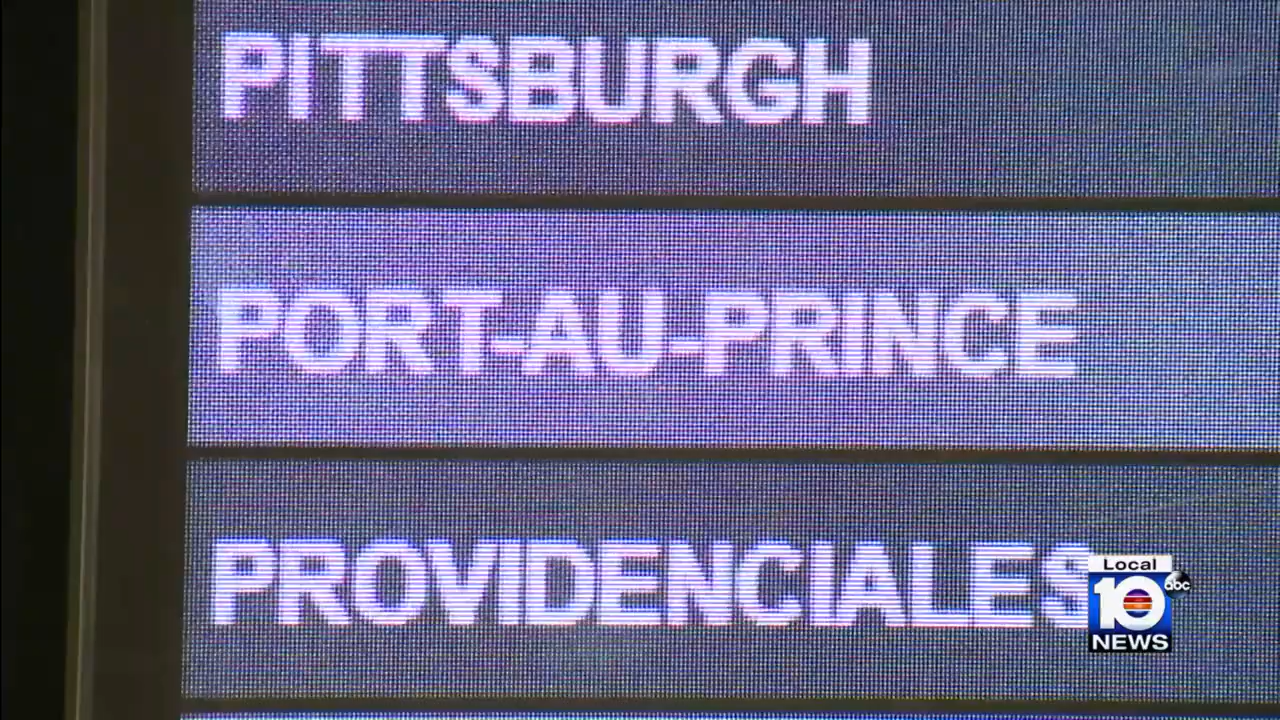 PITTSBURGH
PORT-AU-PRINCE
PROVIDENCIALES
Local
10 abc
NEWS